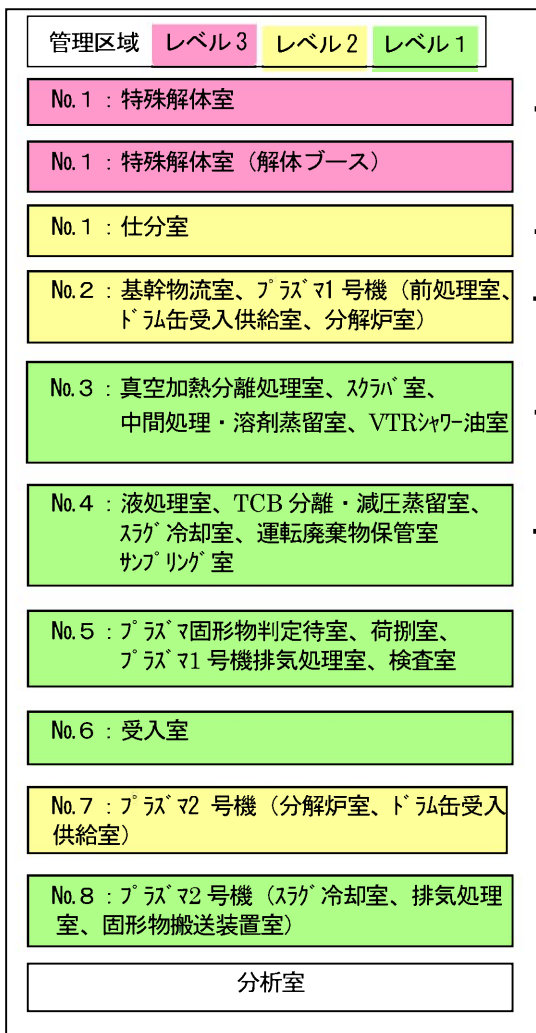 管理区域 レベル3 レベル2 レベル1
No.1：特殊解体室
No.1：特殊解体室（解体ブース）
No.1：仕分室
No.2：基幹物流室、ﾌﾟﾗｽﾞﾏ1号機（前処理室、
ﾄﾞﾗﾑ缶受入供給室、分解炉室）
No.3：真空加熱分離処理室、ｽｸﾗﾊﾞ室、
中間処理・溶剤蒸留室、VTRｼｬﾜｰ油室
No.4：液処理室、TCB分離・減圧蒸留室、
ｽﾗｸﾞ冷却室、運転廃棄物保管室
ｻﾝﾌﾟﾘﾝｸﾞ室
No.5：ﾌﾟﾗｽﾞﾏ固形物判定待室、荷捌室、
ﾌﾟﾗｽﾞﾏ1号機排気処理室、検査室
No.6：受入室
No.7：ﾌﾟﾗｽﾞﾏ2号機（分解炉室、ﾄﾞﾗﾑ缶受入
供給室）
No.8：ﾌﾟﾗｽﾞﾏ2号機（ｽﾗｸﾞ冷却室、排気処理
室、固形物搬送装置室）
分析室